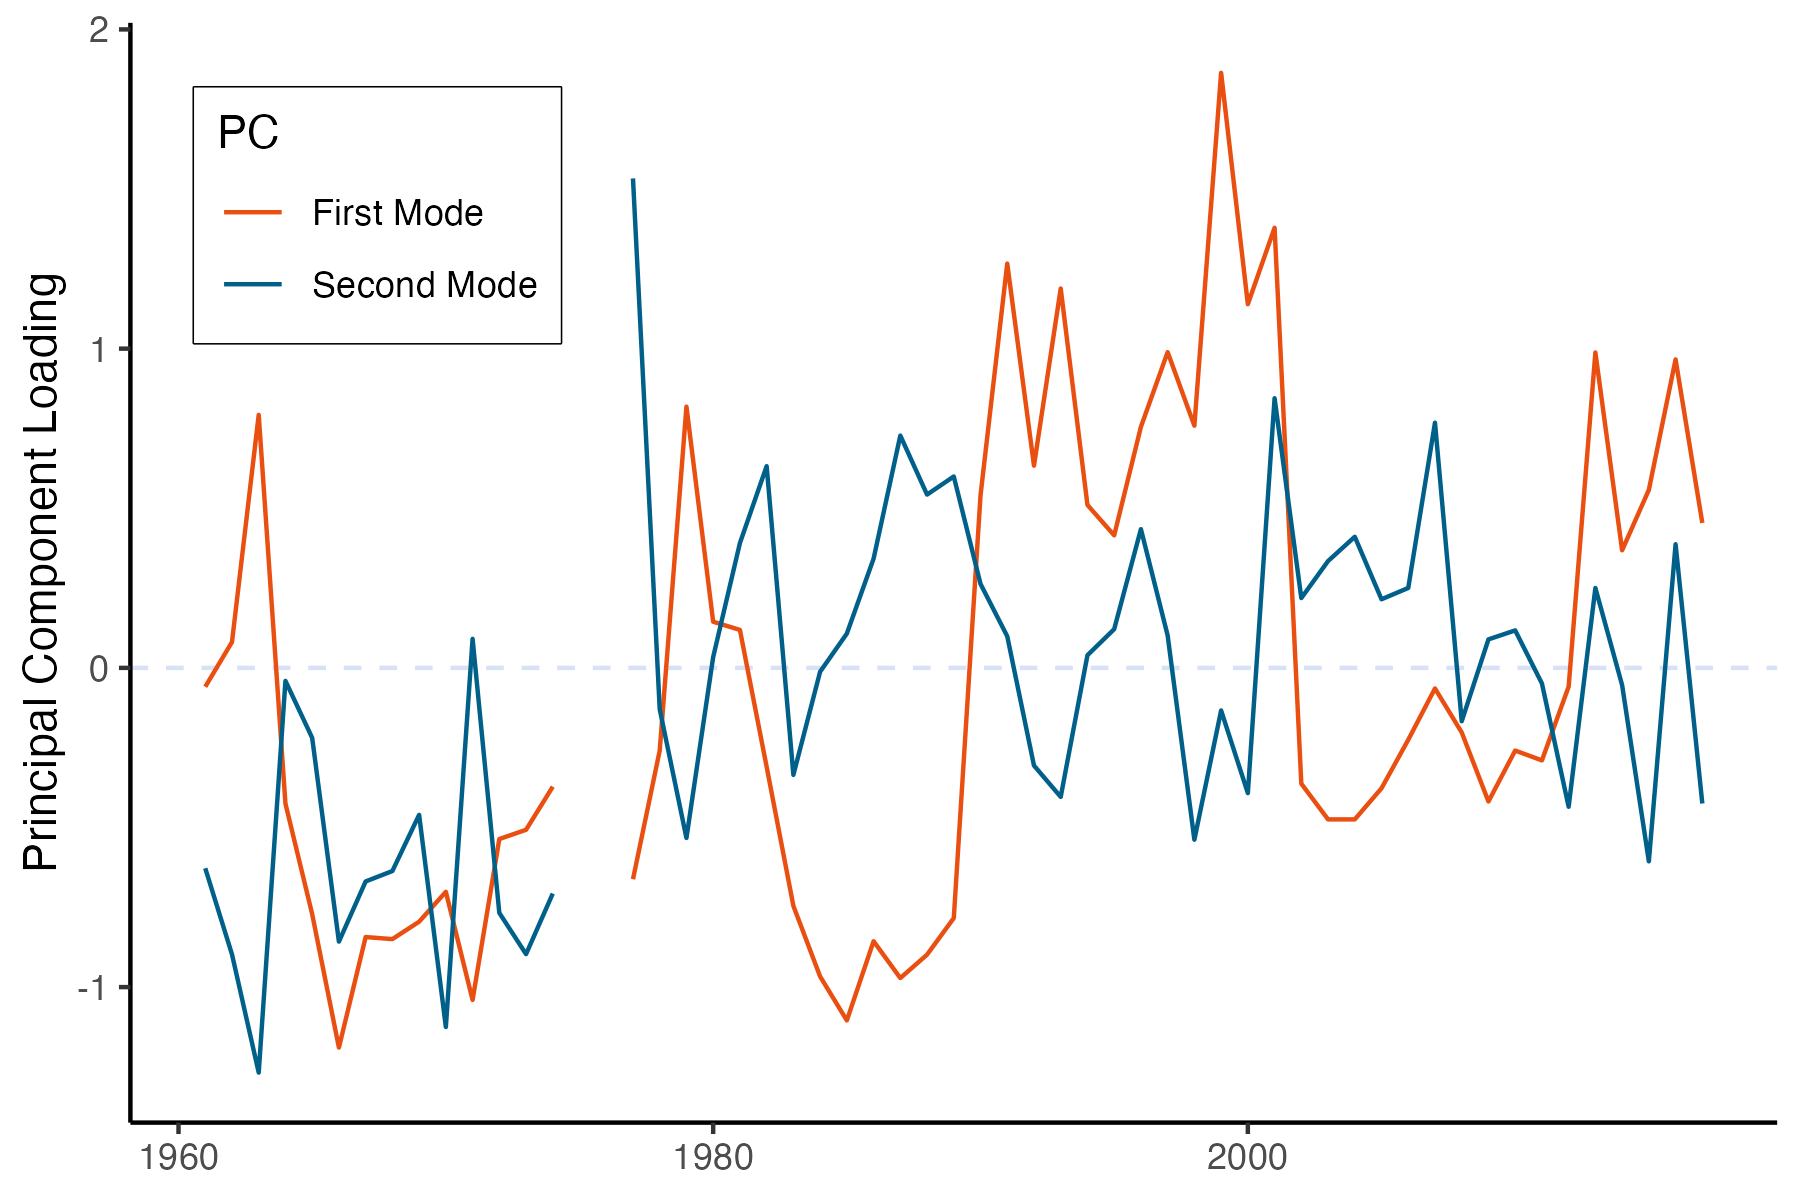 2
PC
First Mode
Second Mode
1
0
-1
Principal Component Loading
1960 1980 2000